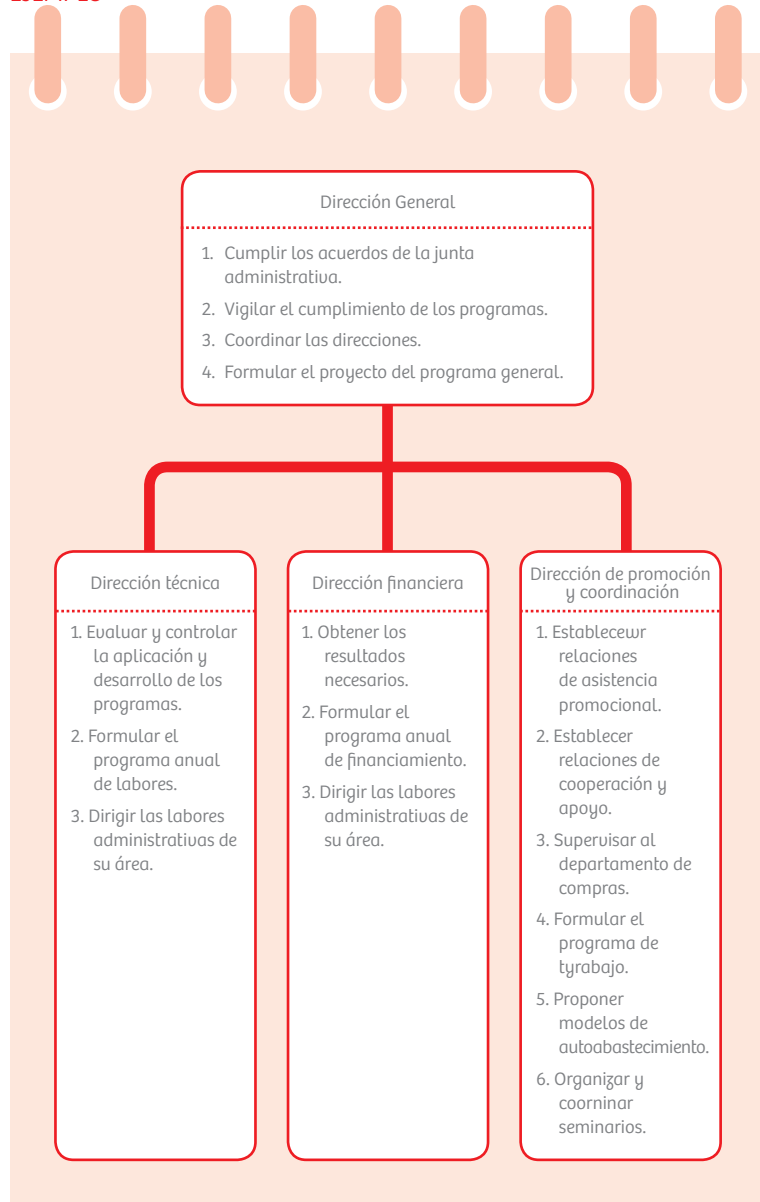 Dirección General
1. Cumplir los acuerdos de la junta
administrativa.
2. Vigilar el cumplimiento de los programas.
3. Coordinar las direcciones.
4. Formular el proyecto del programa general.
Dirección técnica
1. Evaluar y controlar
la aplicación y
desarrollo de los
programas.
2. Formular el
programa anual
de labores.
3. Dirigir las labores
administrativas de
su área.
Dirección financiera
1. Obtener los
resultados
necesarios.
2. Formular el
programa anual
de financiamiento.
3. Dirigir las labores
administrativas de
su área.
Dirección de promoción
y coordinación
1. Establecewr
relaciones
de asistencia
promocional.
2. Establecer
relaciones de
cooperación y
apoyo.
3. Supervisar al
departamento de
compras.
4. Formular el
programa de
tyrabajo.
5. Proponer
modelos de
autoabastecimiento.
6. Organizar y
coorninar
seminarios.